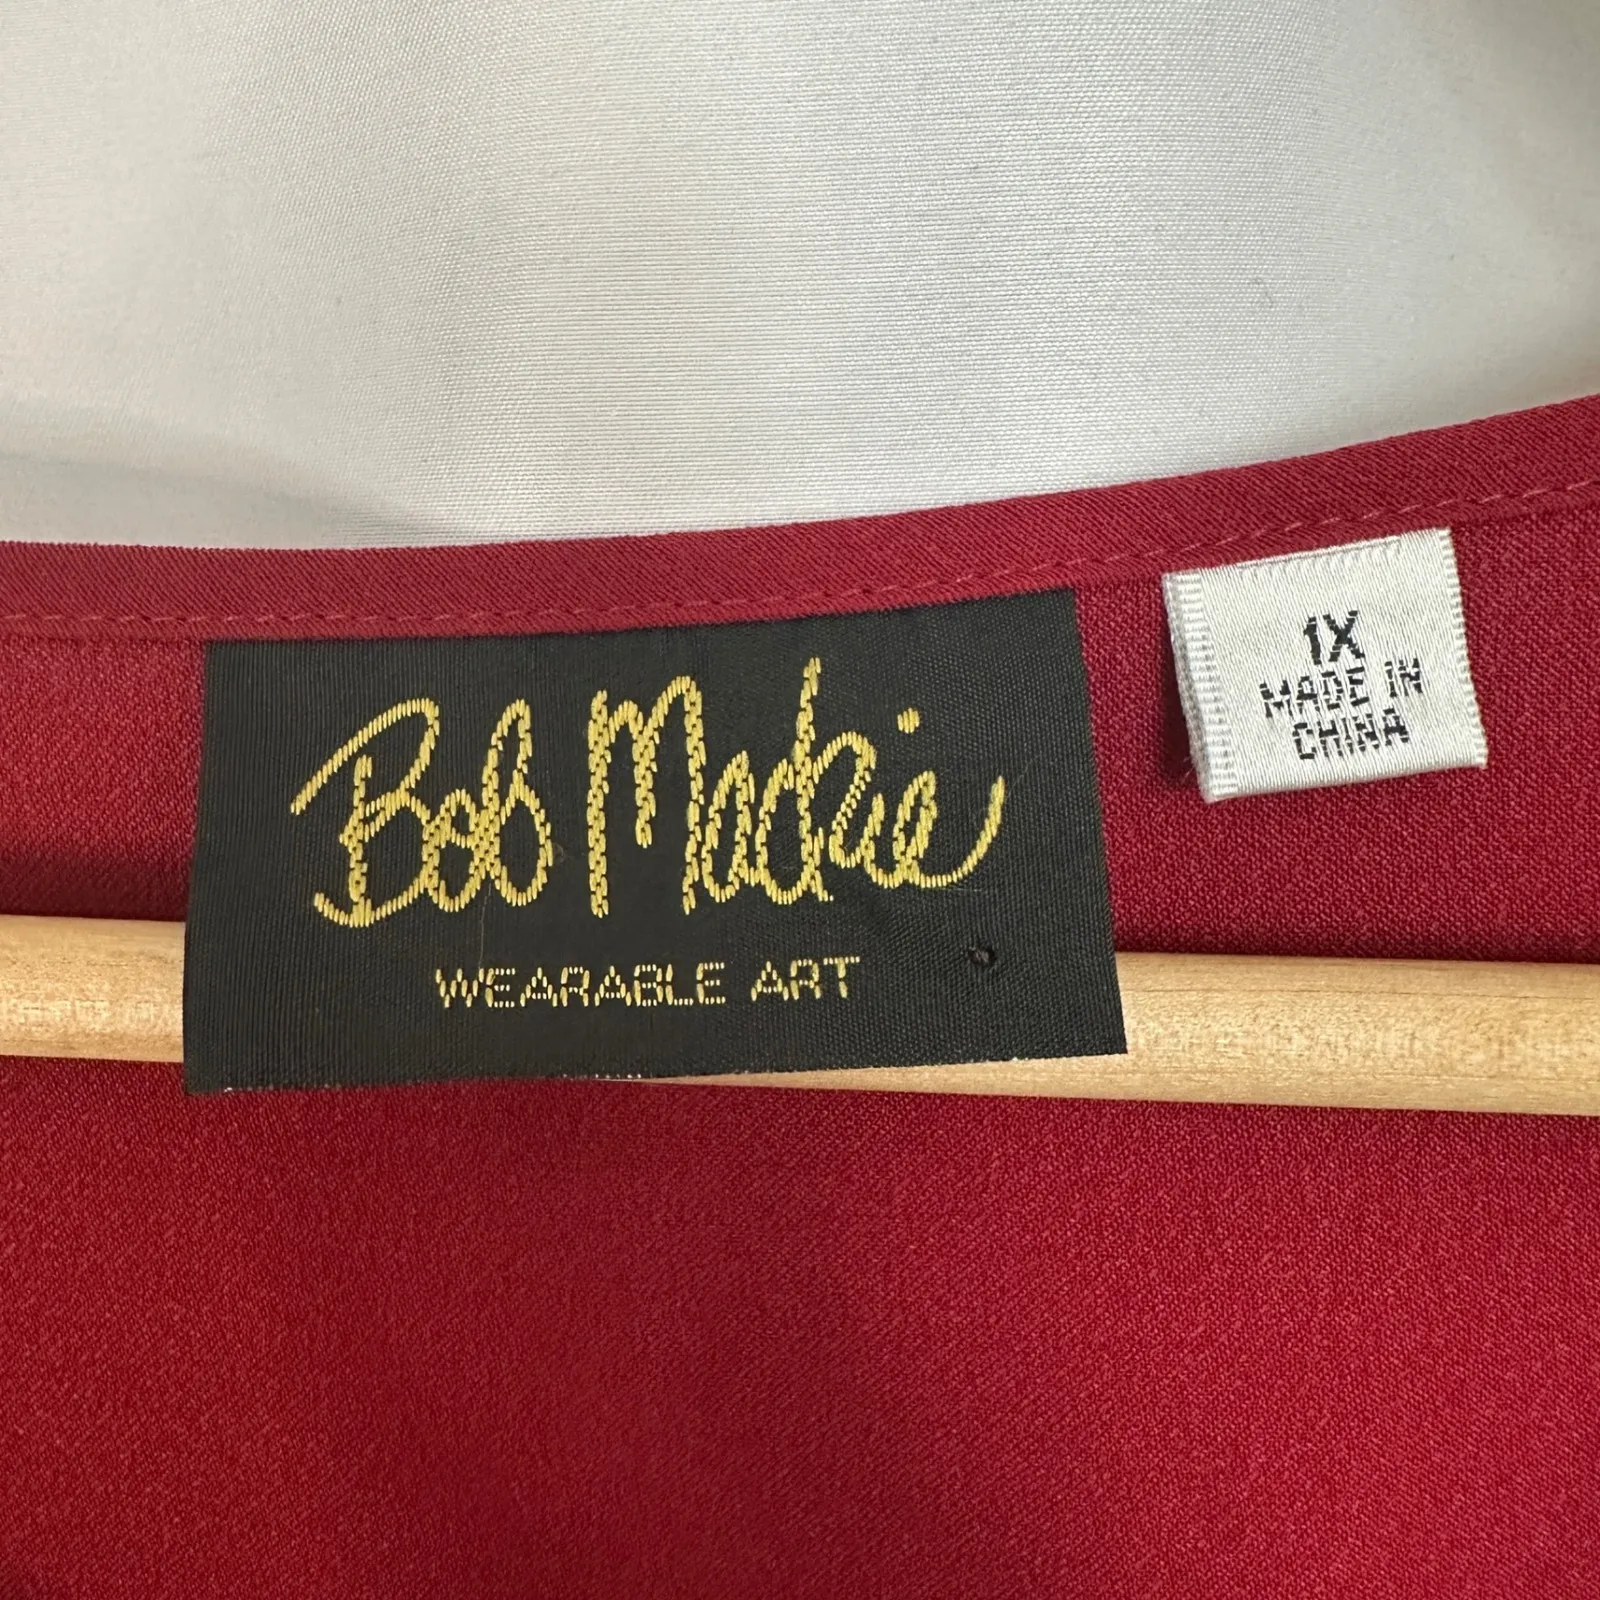 Bob Mackie
WEARABLE ART
1X
MADE IN
CHINA